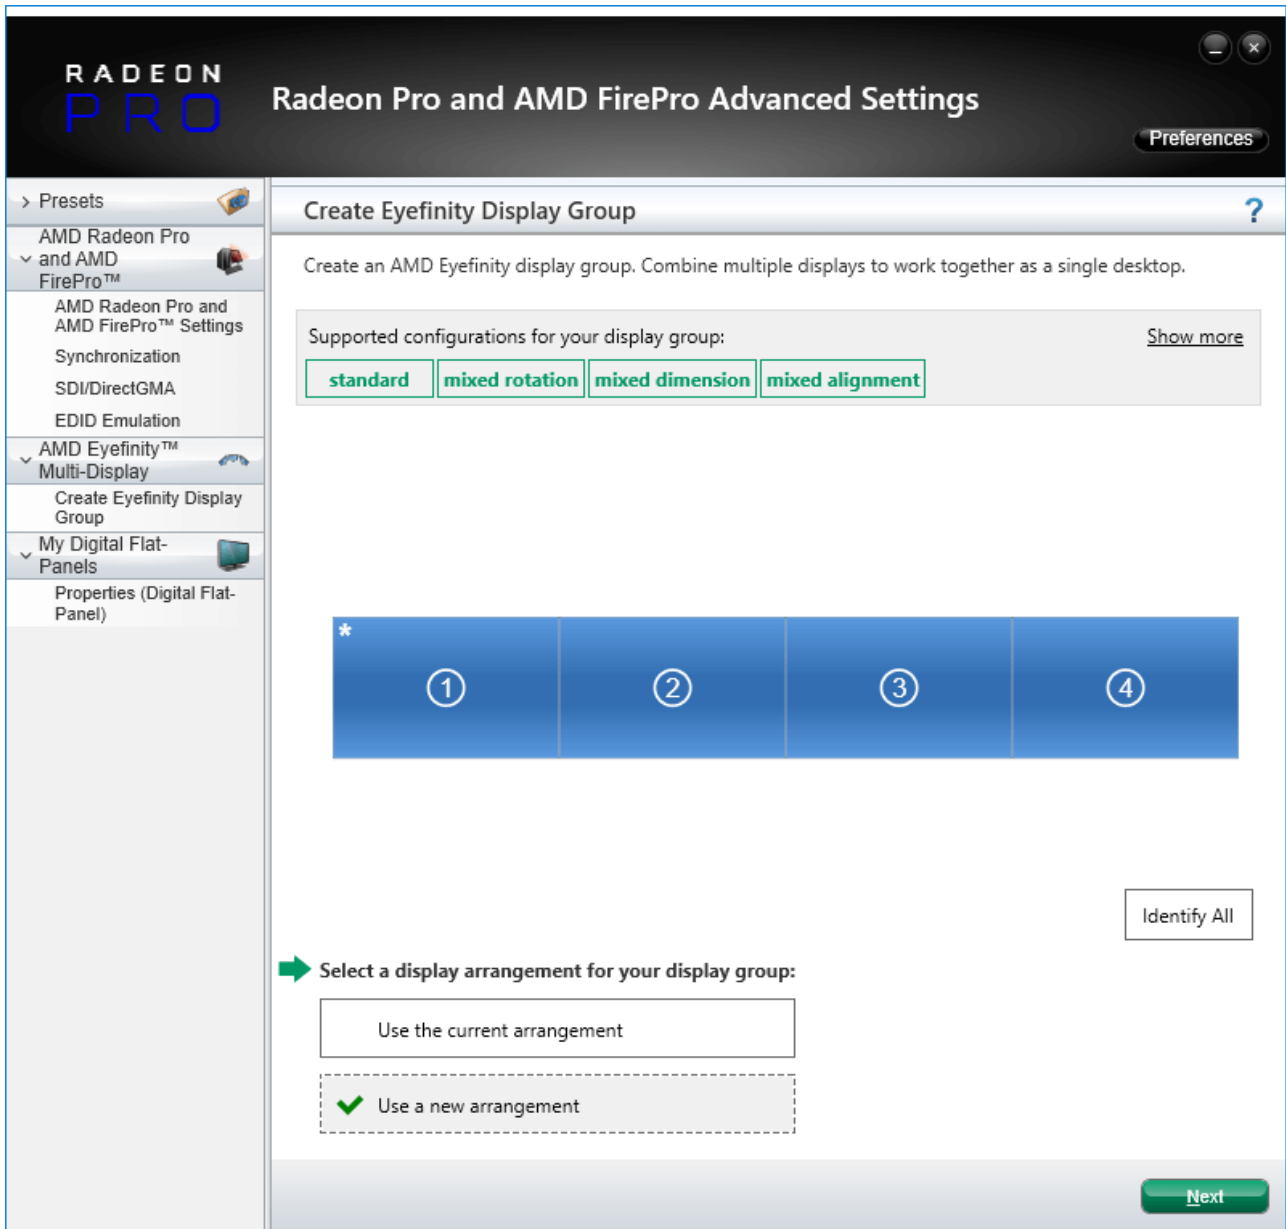 RADEON
PRO
Radeon Pro and AMD FirePro Advanced Settings
Preferences
Presets
AMD Radeon Pro
and AMD
FirePro™
AMD Radeon Pro and
AMD FirePro™ Settings
Synchronization
SDI/DirectGMA
EDID Emulation
AMD Eyefinity™
Multi-Display
Create Eyefinity Display
Group
My Digital Flat-
Panels
Properties (Digital Flat-
Panel)
Create Eyefinity Display Group
?
Create an AMD Eyefinity display group. Combine multiple displays to work together as a single desktop.
Supported configurations for your display group:
Show more
standard mixed rotation mixed dimension mixed alignment
*
1 2 3 4
Identify All
Select a display arrangement for your display group:
Use the current arrangement
Use a new arrangement
Next